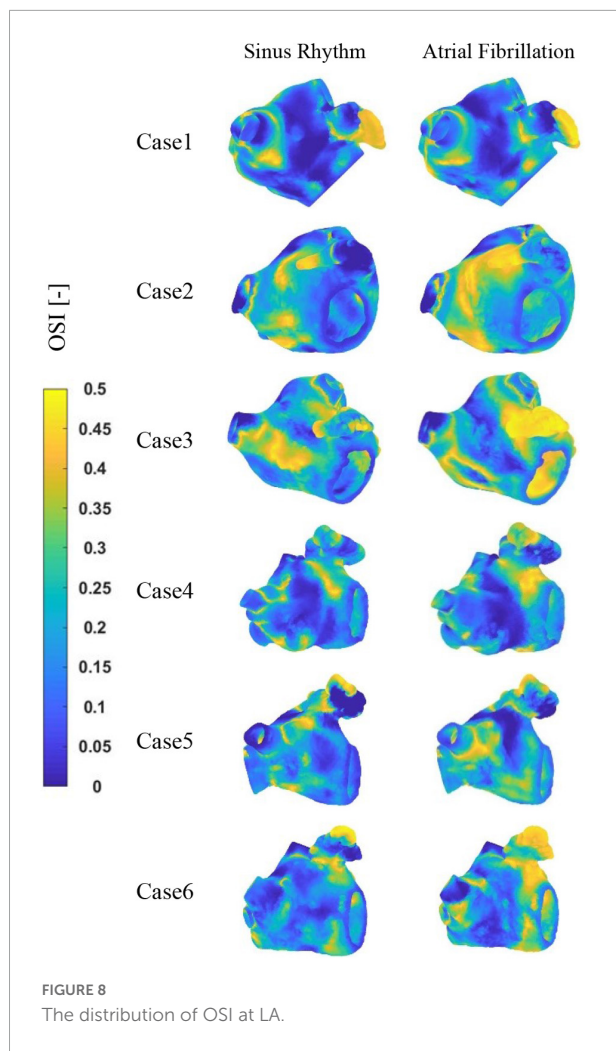 Sinus Rhythm Atrial Fibrillation
Case1
Case2
Case3
Case4
Case5
Case6
OSI [-]
0.5
0.45
0.4
0.35
0.3
0.25
0.2
0.15
0.1
0.05
0
FIGURE 8
The distribution of OSI at LA.